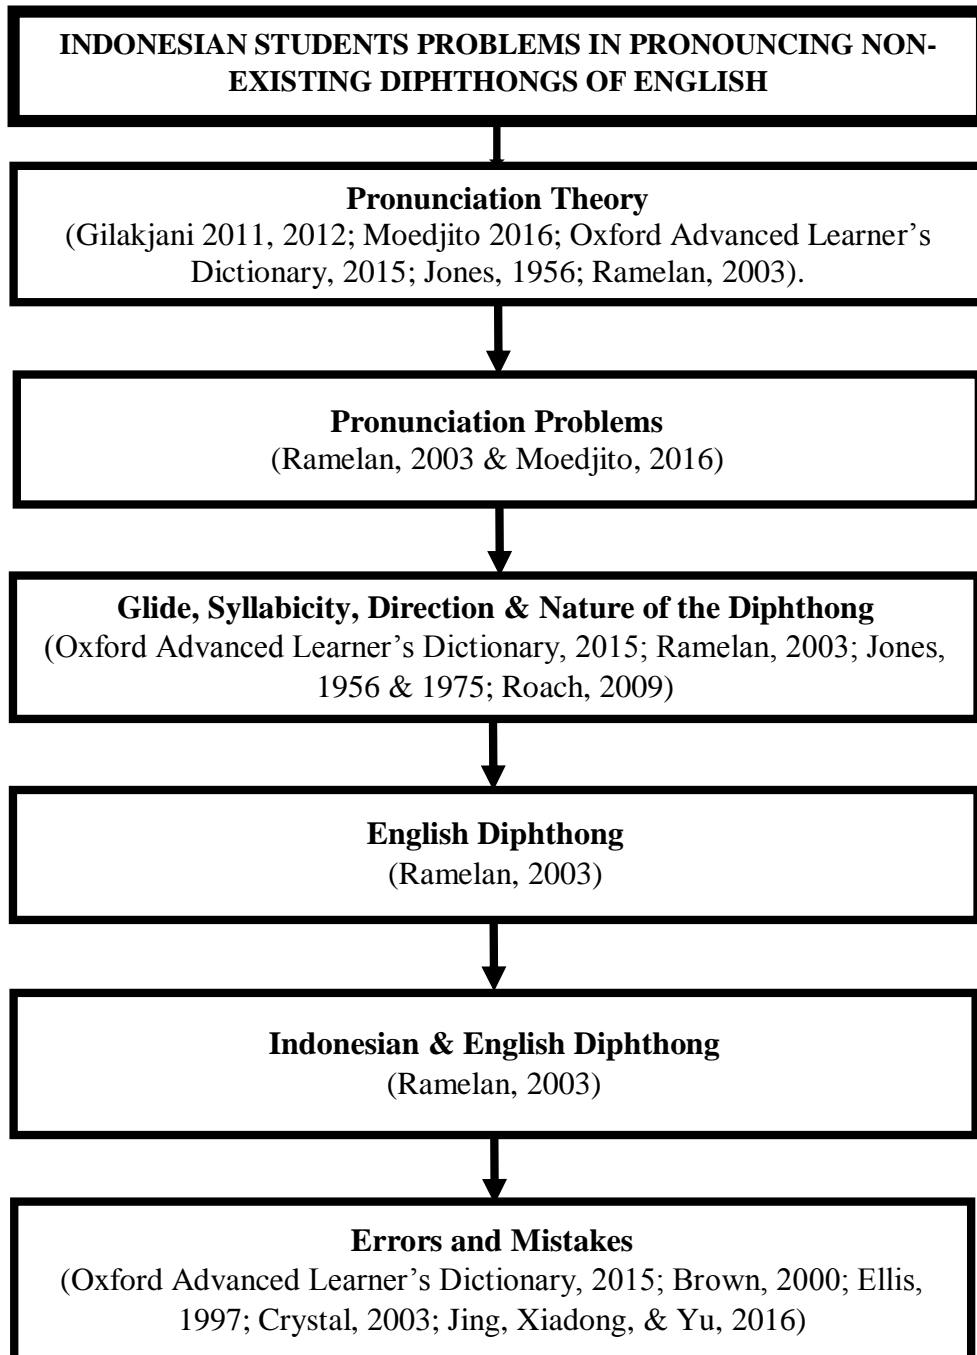 INDONESIAN STUDENTS PROBLEMS IN PRONOUNCING NON-
EXISTING DIPHTHONGS OF ENGLISH
Pronunciation Theory
(Gilakjani 2011, 2012; Moedjito 2016; Oxford Advanced Learner’s
Dictionary, 2015; Jones, 1956; Ramelan, 2003).
Pronunciation Problems
(Ramelan, 2003 & Moedjito, 2016)
Glide, Syllabicity, Direction & Nature of the Diphthong
(Oxford Advanced Learner’s Dictionary, 2015; Ramelan, 2003; Jones,
1956 & 1975; Roach, 2009)
English Diphthong
(Ramelan, 2003)
Indonesian & English Diphthong
(Ramelan, 2003)
Errors and Mistakes
(Oxford Advanced Learner’s Dictionary, 2015; Brown, 2000; Ellis,
1997; Crystal, 2003; Jing, Xiadong, & Yu, 2016)